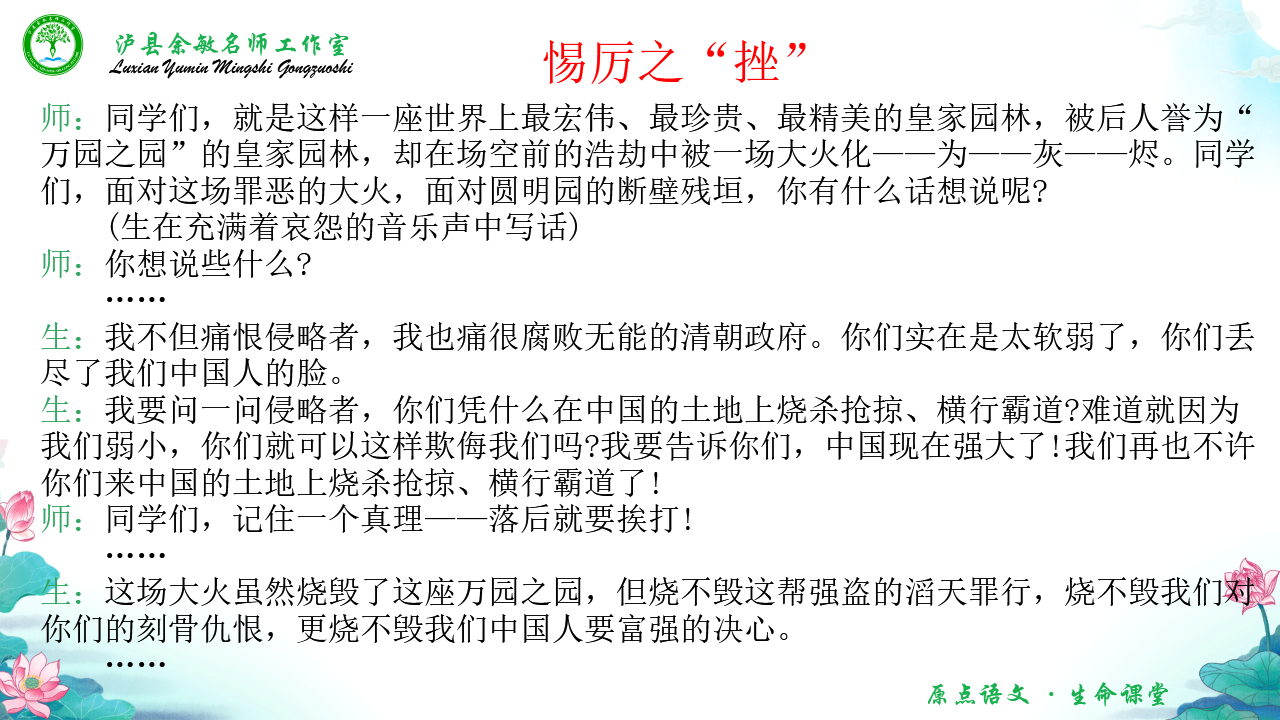 泸县余敏名师工作室
Luxian Yumin Mingshi Gongzuoshi
惕厉之“挫”
师：同学们，就是这样一座世界上最宏伟、最珍贵、最精美的皇家园林，被后人誉为“
万园之园”的皇家园林，却在场空前的浩劫中被一场大火化——为——灰——烬。同学
们，面对这场罪恶的大火，面对圆明园的断壁残垣，你有什么话想说呢?
(生在充满着哀怨的音乐声中写话)
师：你想说些什么?
……
生：我不但痛恨侵略者，我也痛很腐败无能的清朝政府。你们实在是太软弱了，你们丢
尽了我们中国人的脸。
生：我要问一问侵略者，你们凭什么在中国的土地上烧杀抢掠、横行霸道?难道就因为
我们弱小，你们就可以这样欺侮我们吗?我要告诉你们，中国现在强大了!我们再也不许
你们来中国的土地上烧杀抢掠、横行霸道了!
师：同学们，记住一个真理——落后就要挨打!
……
生：这场大火虽然烧毁了这座万园之园，但烧不毁这帮强盗的滔天罪行，烧不毁我们对
你们的刻骨仇恨，更烧不毁我们中国人要富强的决心。
……
原点语文 · 生命课堂